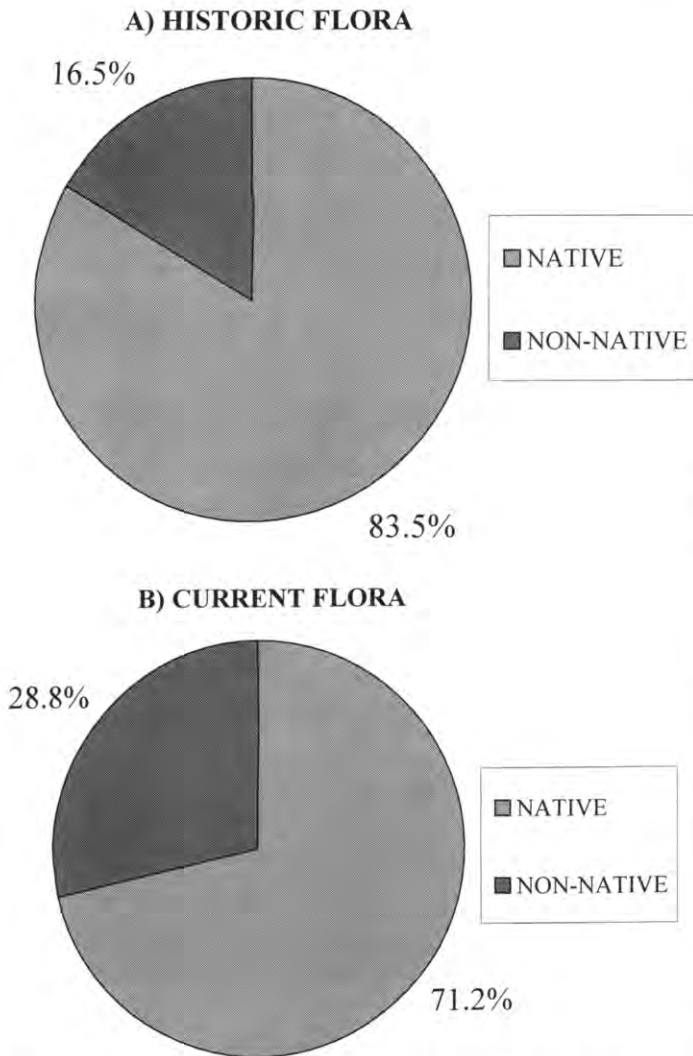 A) HISTORIC FLORA
16.5%
NATIVE
NON-NATIVE
83.5%
B) CURRENT FLORA
28.8%
NATIVE
NON-NATIVE
71.2%